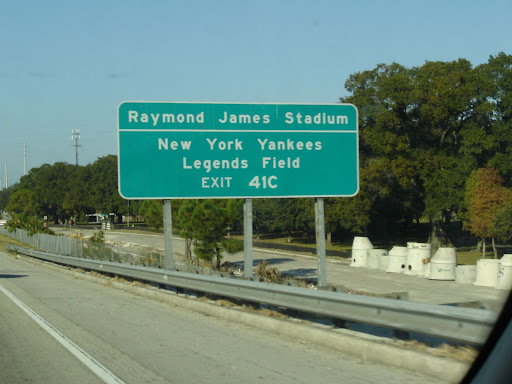 Raymond James Stadium
New York Yankees
Legends Field
EXIT 41C